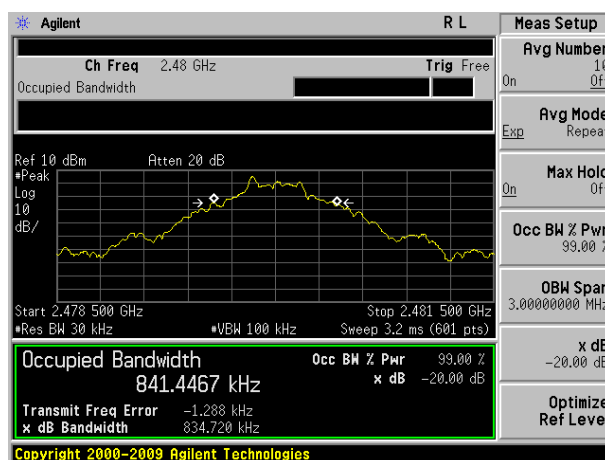 Agilent R L Meas Setup
Ch Freq 2.48 GHz Trig Free
Occupied Bandwidth
Avg Number
10
On Off
Avg Mode
Exp Repeat
Max Hold
On Off
Occ BW % Pwr
99.00 %
OBW Span
3.00000000 MHz
x dB
-20.00 dB
Optimize
Ref Level
Ref 10 dBm Atten 20 dB
#Peak
Log
10
dB/
Start 2.478 500 GHz Stop 2.481 500 GHz
#Res BW 30 kHz #VBW 100 kHz Sweep 3.2 ms (601 pts)
Occupied Bandwidth Occ BW % Pwr 99.00 %
841.4467 kHz x dB -20.00 dB
Transmit Freq Error -1.288 kHz
x dB Bandwidth 834.720 kHz
Copyright 2000-2009 Agilent Technologies